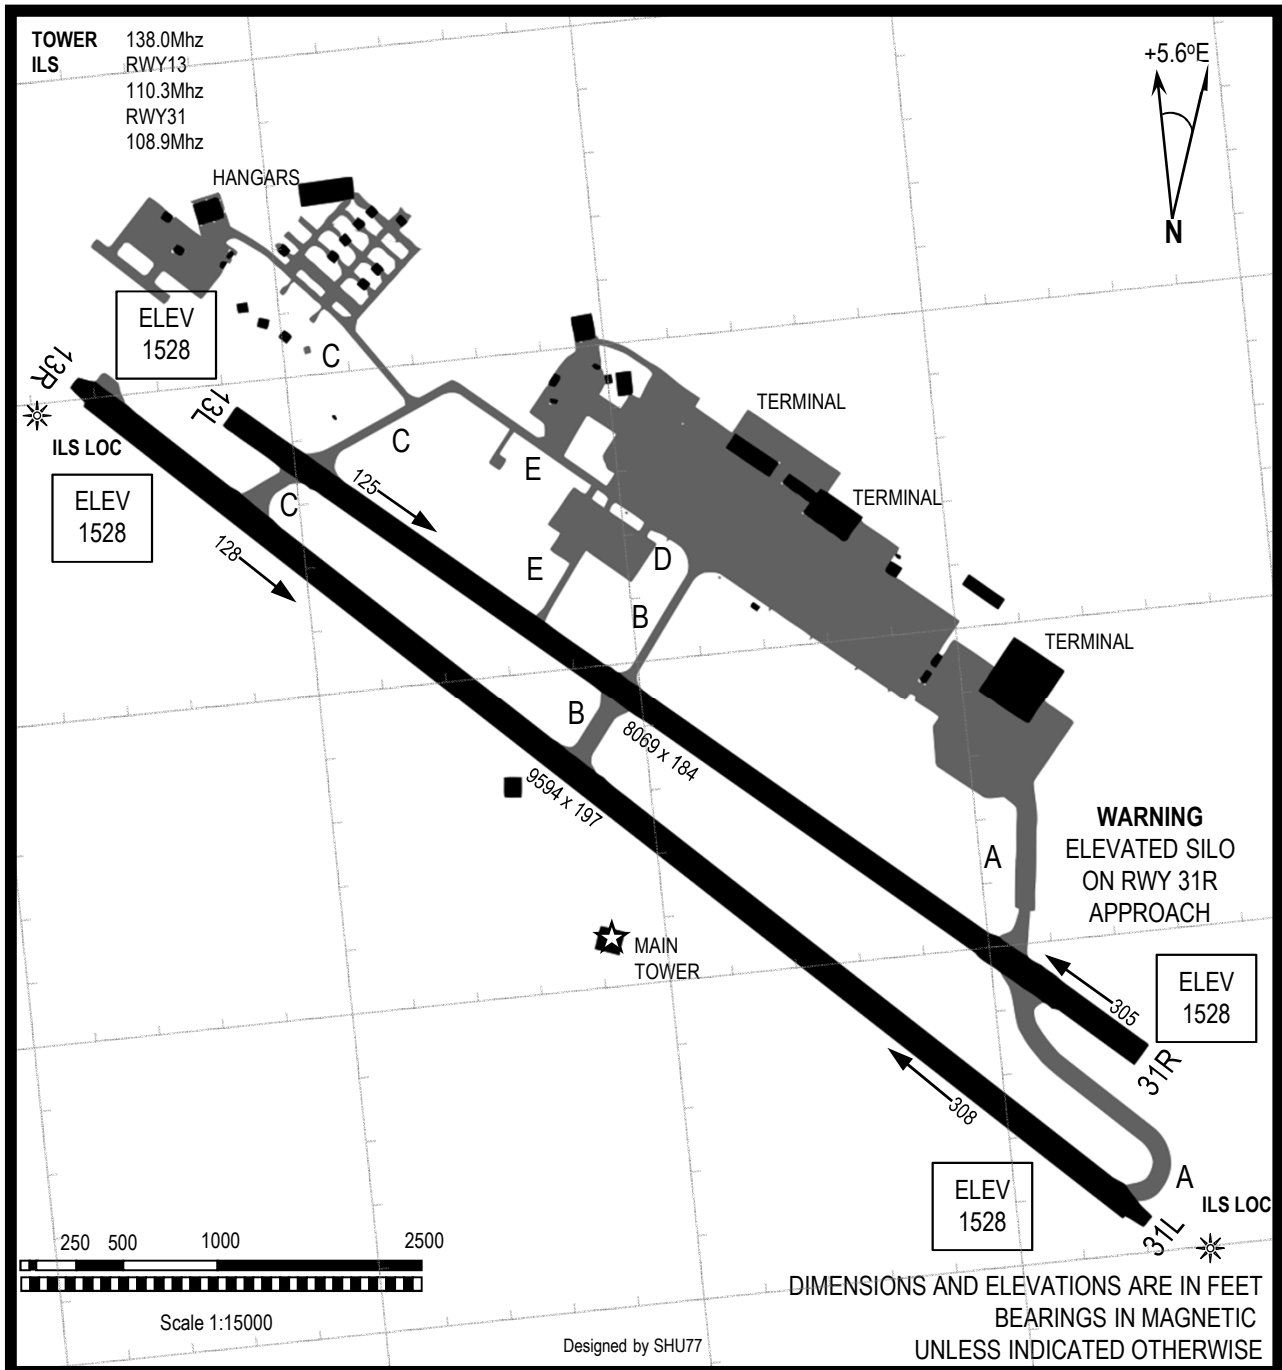 TOWER 138.0Mhz
ILS RWY13
110.3Mhz
RWY31
108.9Mhz
+5.6ºE
N
HANGARS
ELEV
1528
13R
13L
ILS LOC
ELEV
1528
C
C
C
125
128
E
E
D
B
B
TERMINAL
TERMINAL
TERMINAL
8069 x 184
9594 x 197
A
WARNING
ELEVATED SILO
ON RWY 31R
APPROACH
MAIN
TOWER
ELEV
1528
305
31R
308
A
ELEV
1528
ILS LOC
31L
250 500 1000 2500
Scale 1:15000
Designed by SHU77
DIMENSIONS AND ELEVATIONS ARE IN FEET
BEARINGS IN MAGNETIC
UNLESS INDICATED OTHERWISE